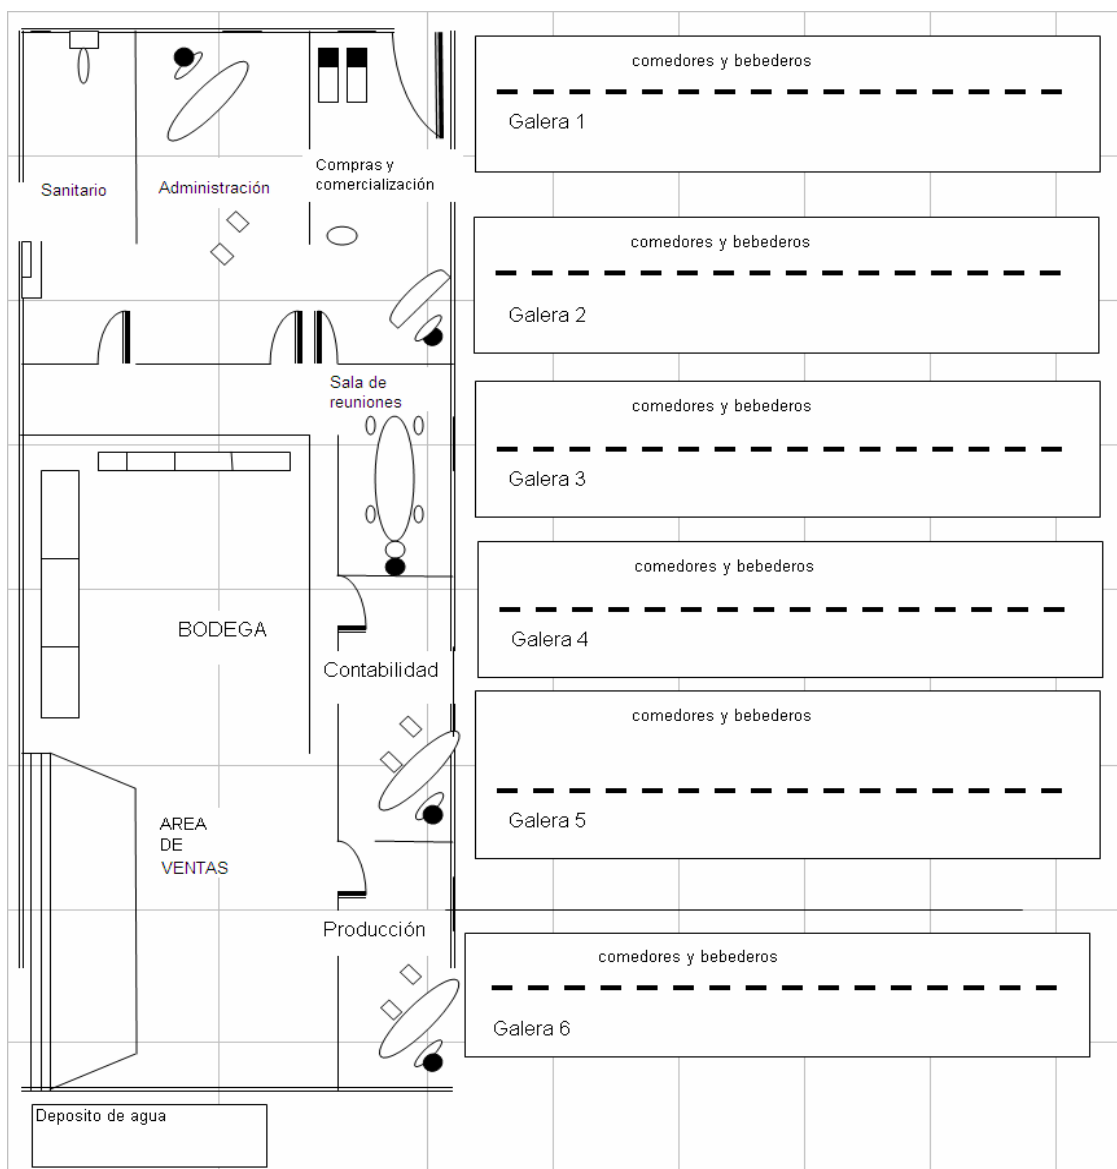 comedores y bebederos
Galera 1
Sanitario
Administración
Compras y
comercialización
comedores y bebederos
Galera 2
Sala de
reuniones
comedores y bebederos
Galera 3
comedores y bebederos
Galera 4
BODEGA
Contabilidad
comedores y bebederos
Galera 5
AREA
DE
VENTAS
Producción
comedores y bebederos
Galera 6
Deposito de agua